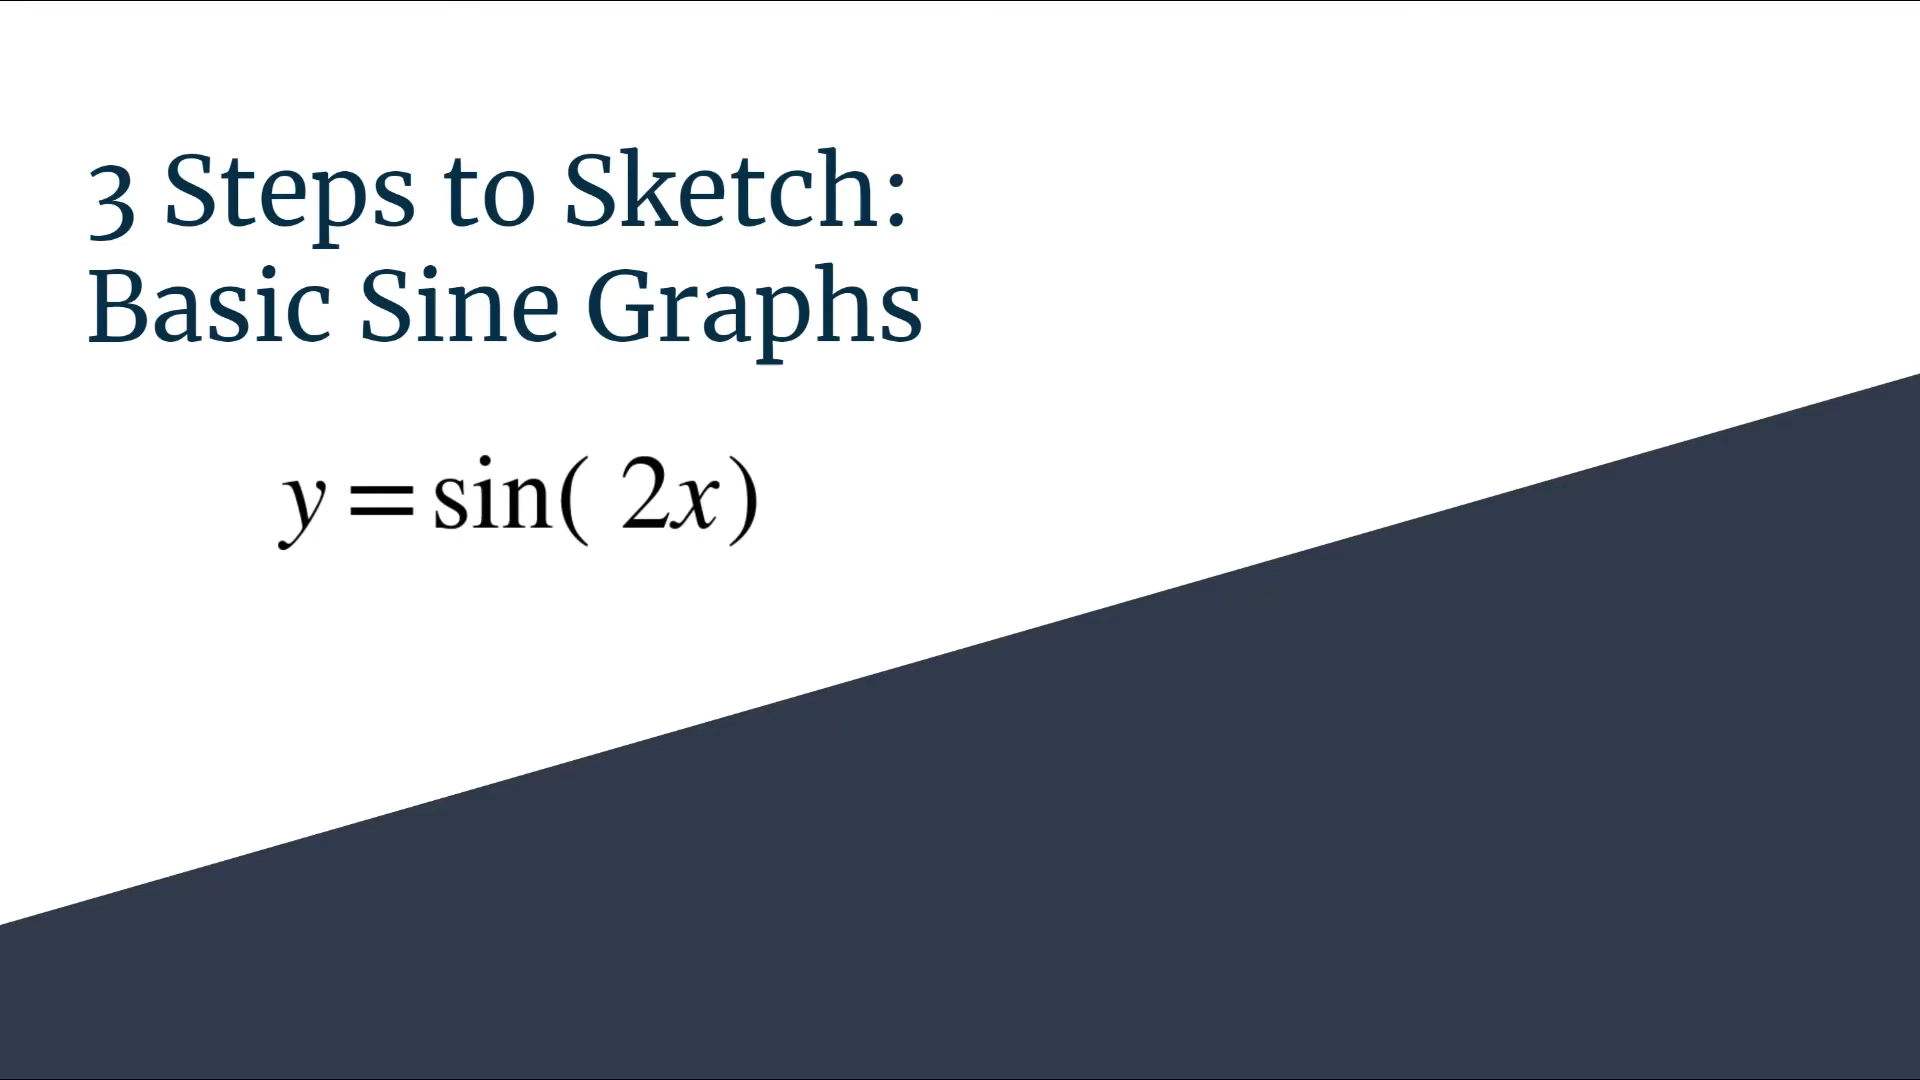 3 Steps to Sketch:
Basic Sine Graphs
y = sin( 2x)